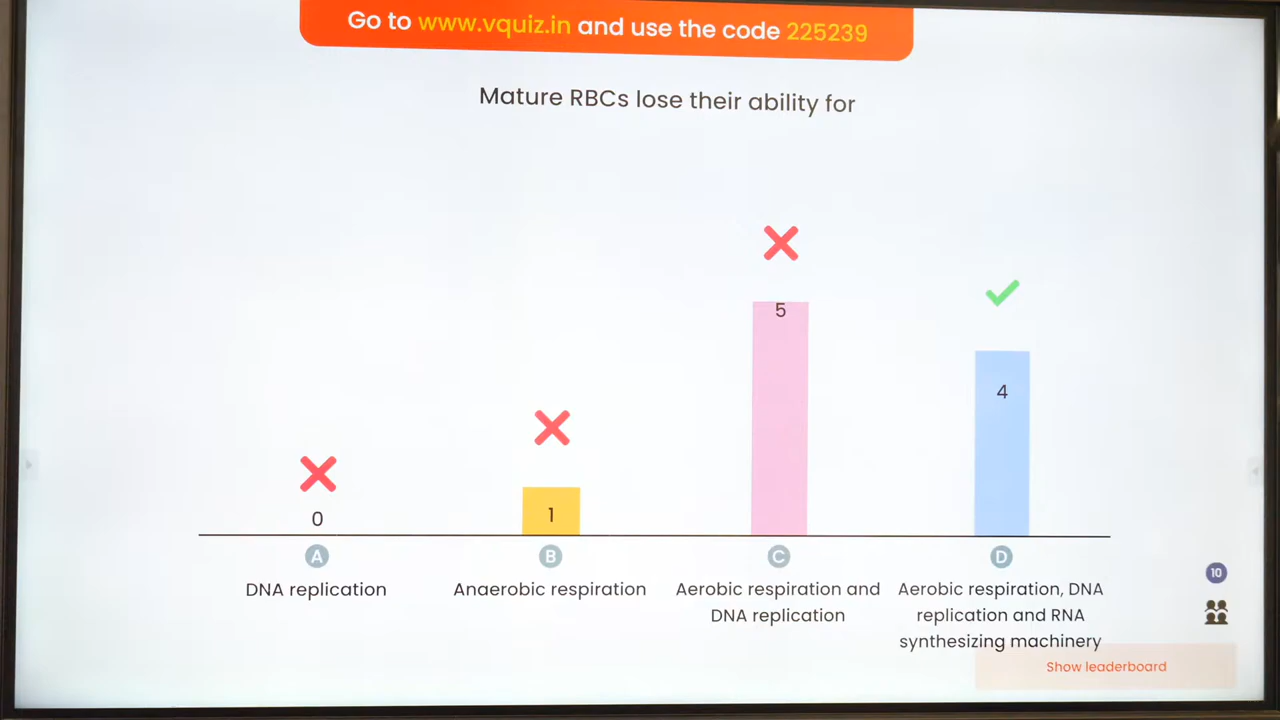 Go to www.vquiz.in and use the code 225239
Mature RBCs lose their ability for
5
4
0
1
A
B
C
D
DNA replication
Anaerobic respiration
Aerobic respiration and
DNA replication
Aerobic respiration, DNA
replication and RNA
synthesizing machinery
10
Show leaderboard